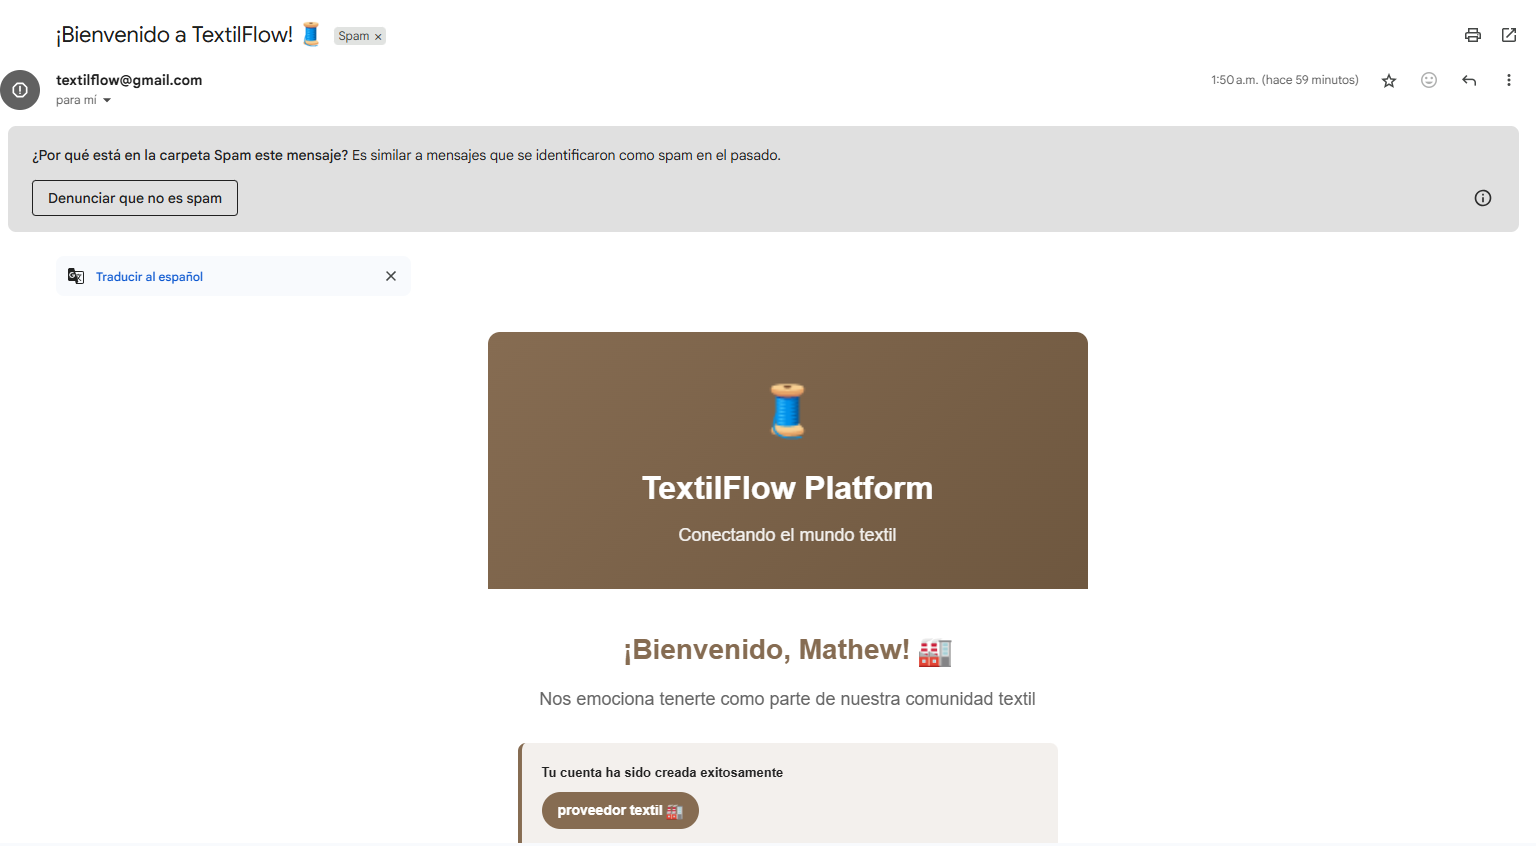 ¡Bienvenido a TextilFlow! 🧵 Spam ×
textilflow@gmail.com 1:50 a.m. (hace 59 minutos)
para mí
¿Por qué está en la carpeta Spam este mensaje? Es similar a mensajes que se identificaron como spam en el pasado.
Denunciar que no es spam
Traducir al español
TextilFlow Platform
Conectando el mundo textil
¡Bienvenido, Mathew! 🏭
Nos emociona tenerte como parte de nuestra comunidad textil
Tu cuenta ha sido creada exitosamente
proveedor textil 🏭